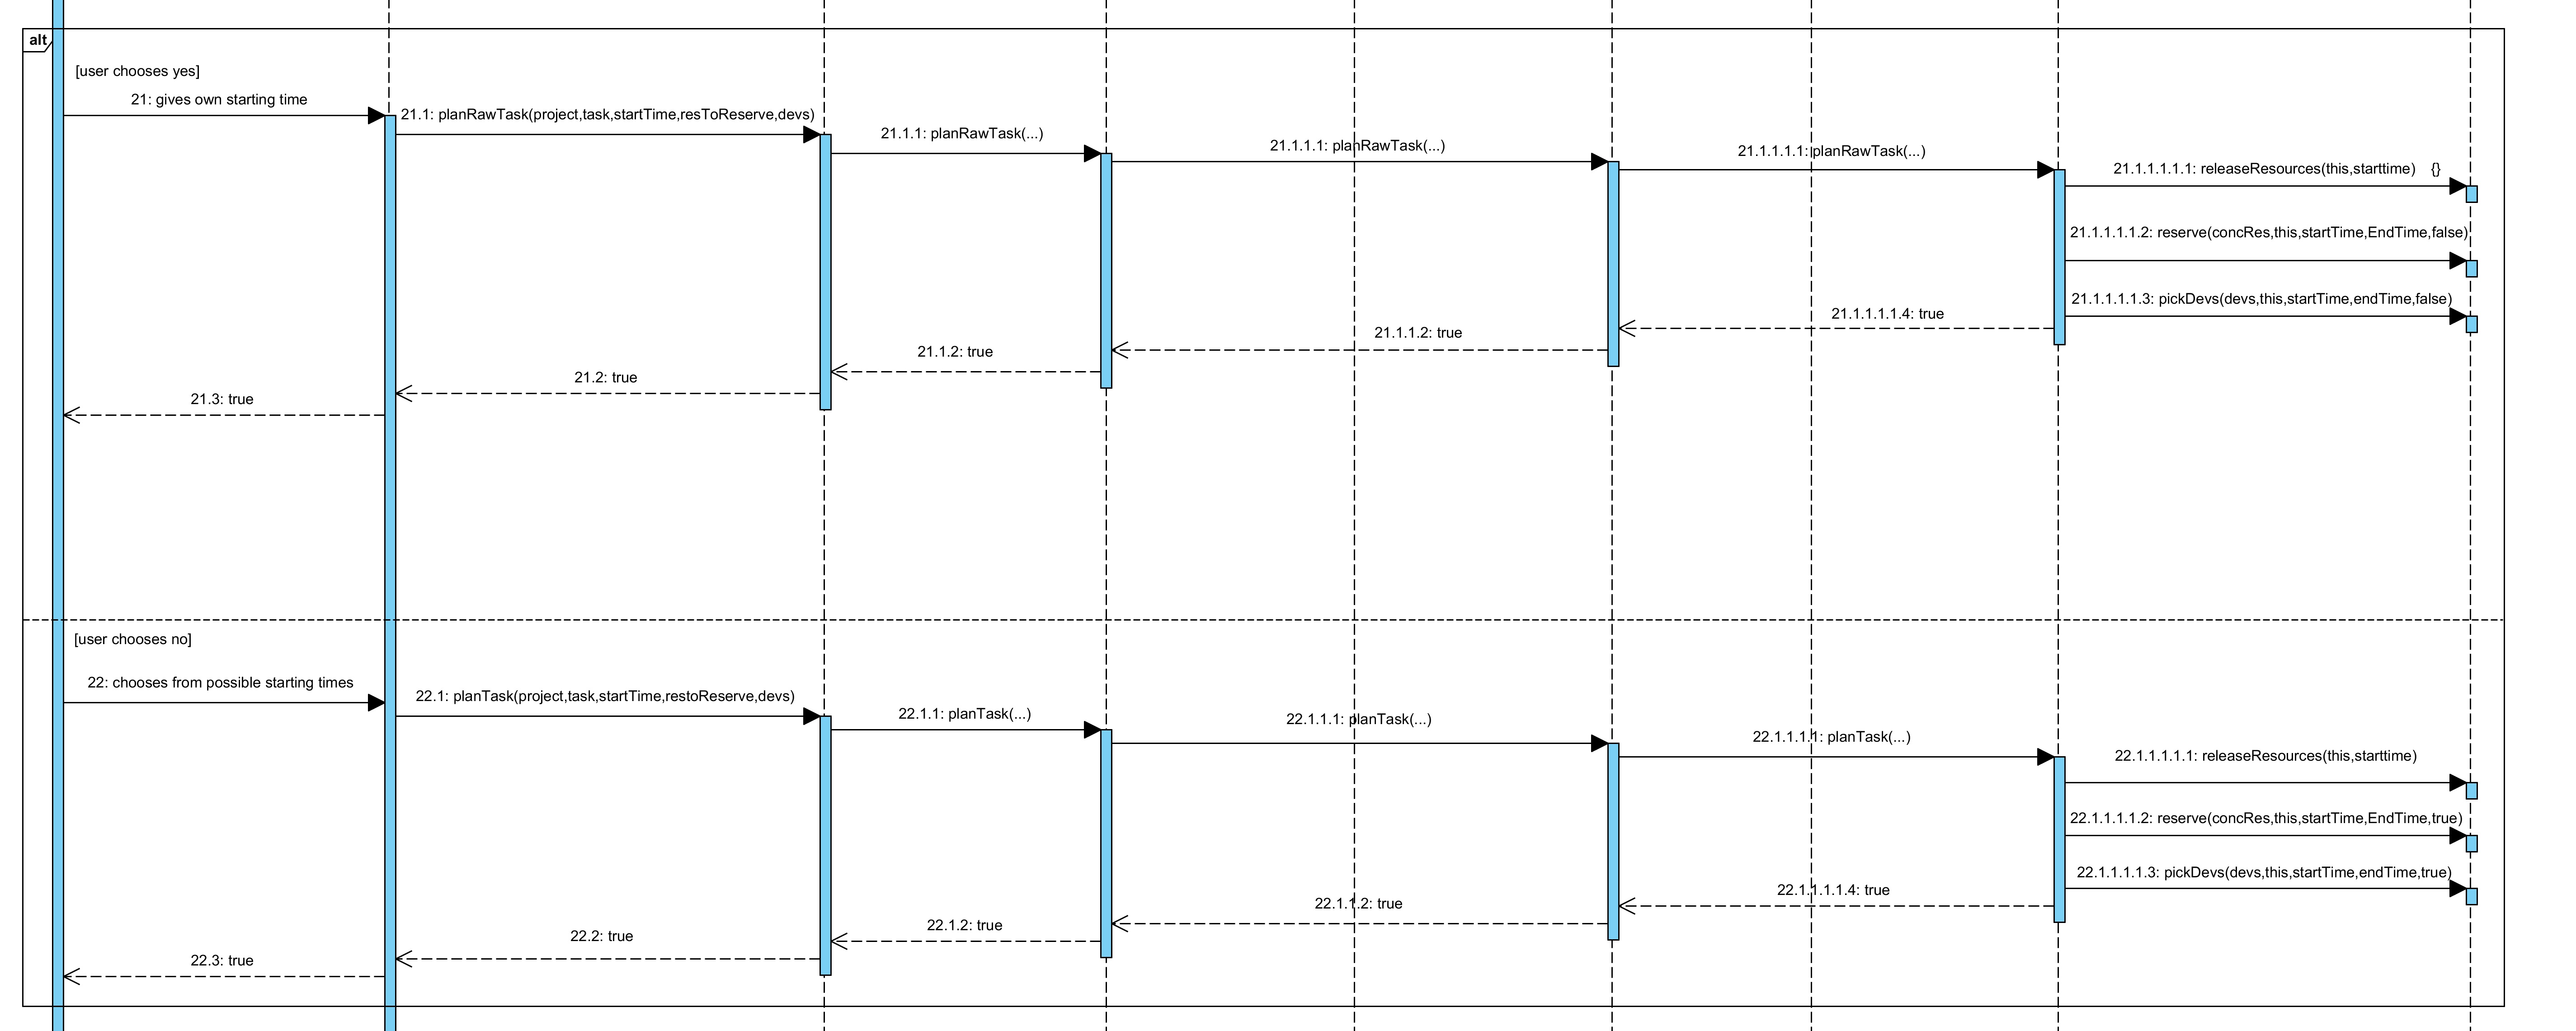 alt
[user chooses yes]
21: gives own starting time
21.1: planRawTask(project,task,startTime,resToReserve,devs)
21.1.1: planRawTask(...)
21.1.1.1: planRawTask(...)
21.1.1.1.1: planRawTask(...)
21.1.1.1.1.1: releaseResources(this,starttime) {}
21.1.1.1.1.2: reserve(concRes,this,startTime,EndTime,false)
21.1.1.1.1.3: pickDevs(devs,this,startTime,endTime,false)
21.1.1.1.1.4: true
21.1.1.2: true
21.1.2: true
21.2: true
21.3: true
[user chooses no]
22: chooses from possible starting times
22.1: planTask(project,task,startTime,restoReserve,devs)
22.1.1: planTask(...)
22.1.1.1: planTask(...)
22.1.1.1.1: planTask(...)
22.1.1.1.1.1: releaseResources(this,starttime)
22.1.1.1.1.2: reserve(concRes,this,startTime,EndTime,true)
22.1.1.1.1.3: pickDevs(devs,this,startTime,endTime,true)
22.1.1.1.1.4: true
22.1.1.2: true
22.1.2: true
22.2: true
22.3: true